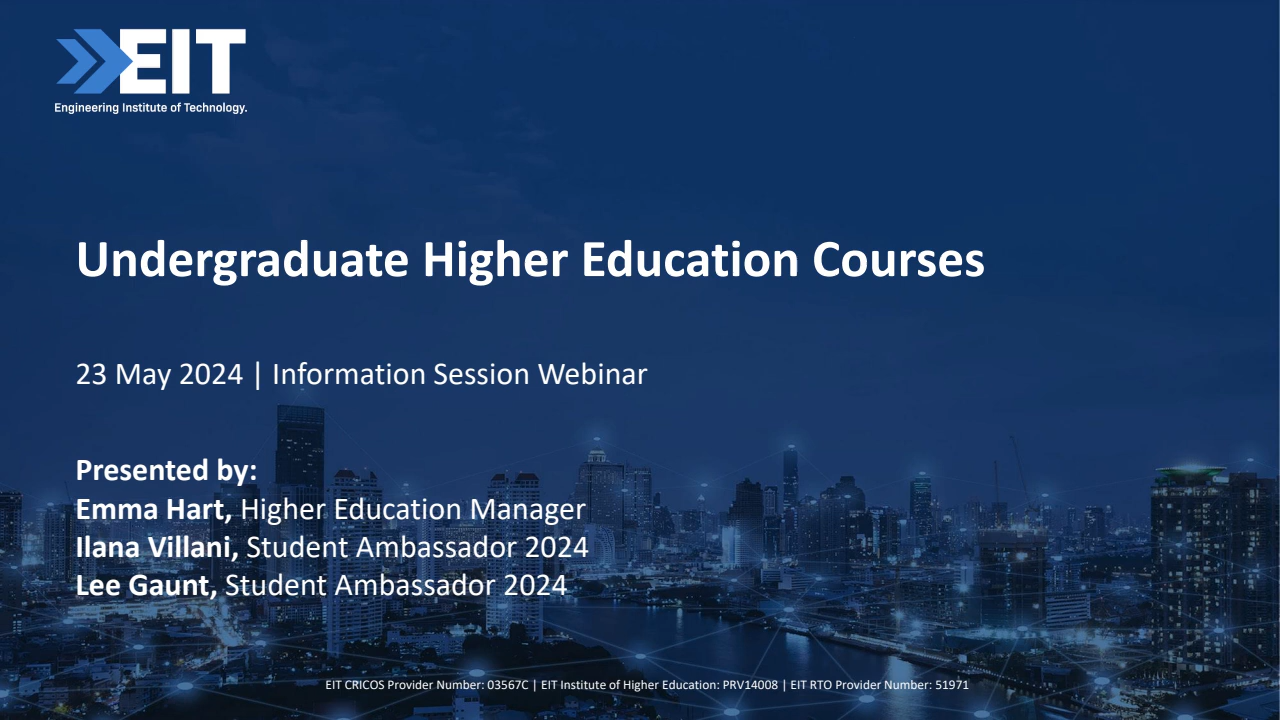 EIT
Engineering Institute of Technology.
Undergraduate Higher Education Courses
23 May 2024 | Information Session Webinar
Presented by:
Emma Hart, Higher Education Manager
Ilana Villani, Student Ambassador 2024
Lee Gaunt, Student Ambassador 2024
EIT CRICOS Provider Number: 03567C | EIT Institute of Higher Education: PRV14008 | EIT RTO Provider Number: 51971